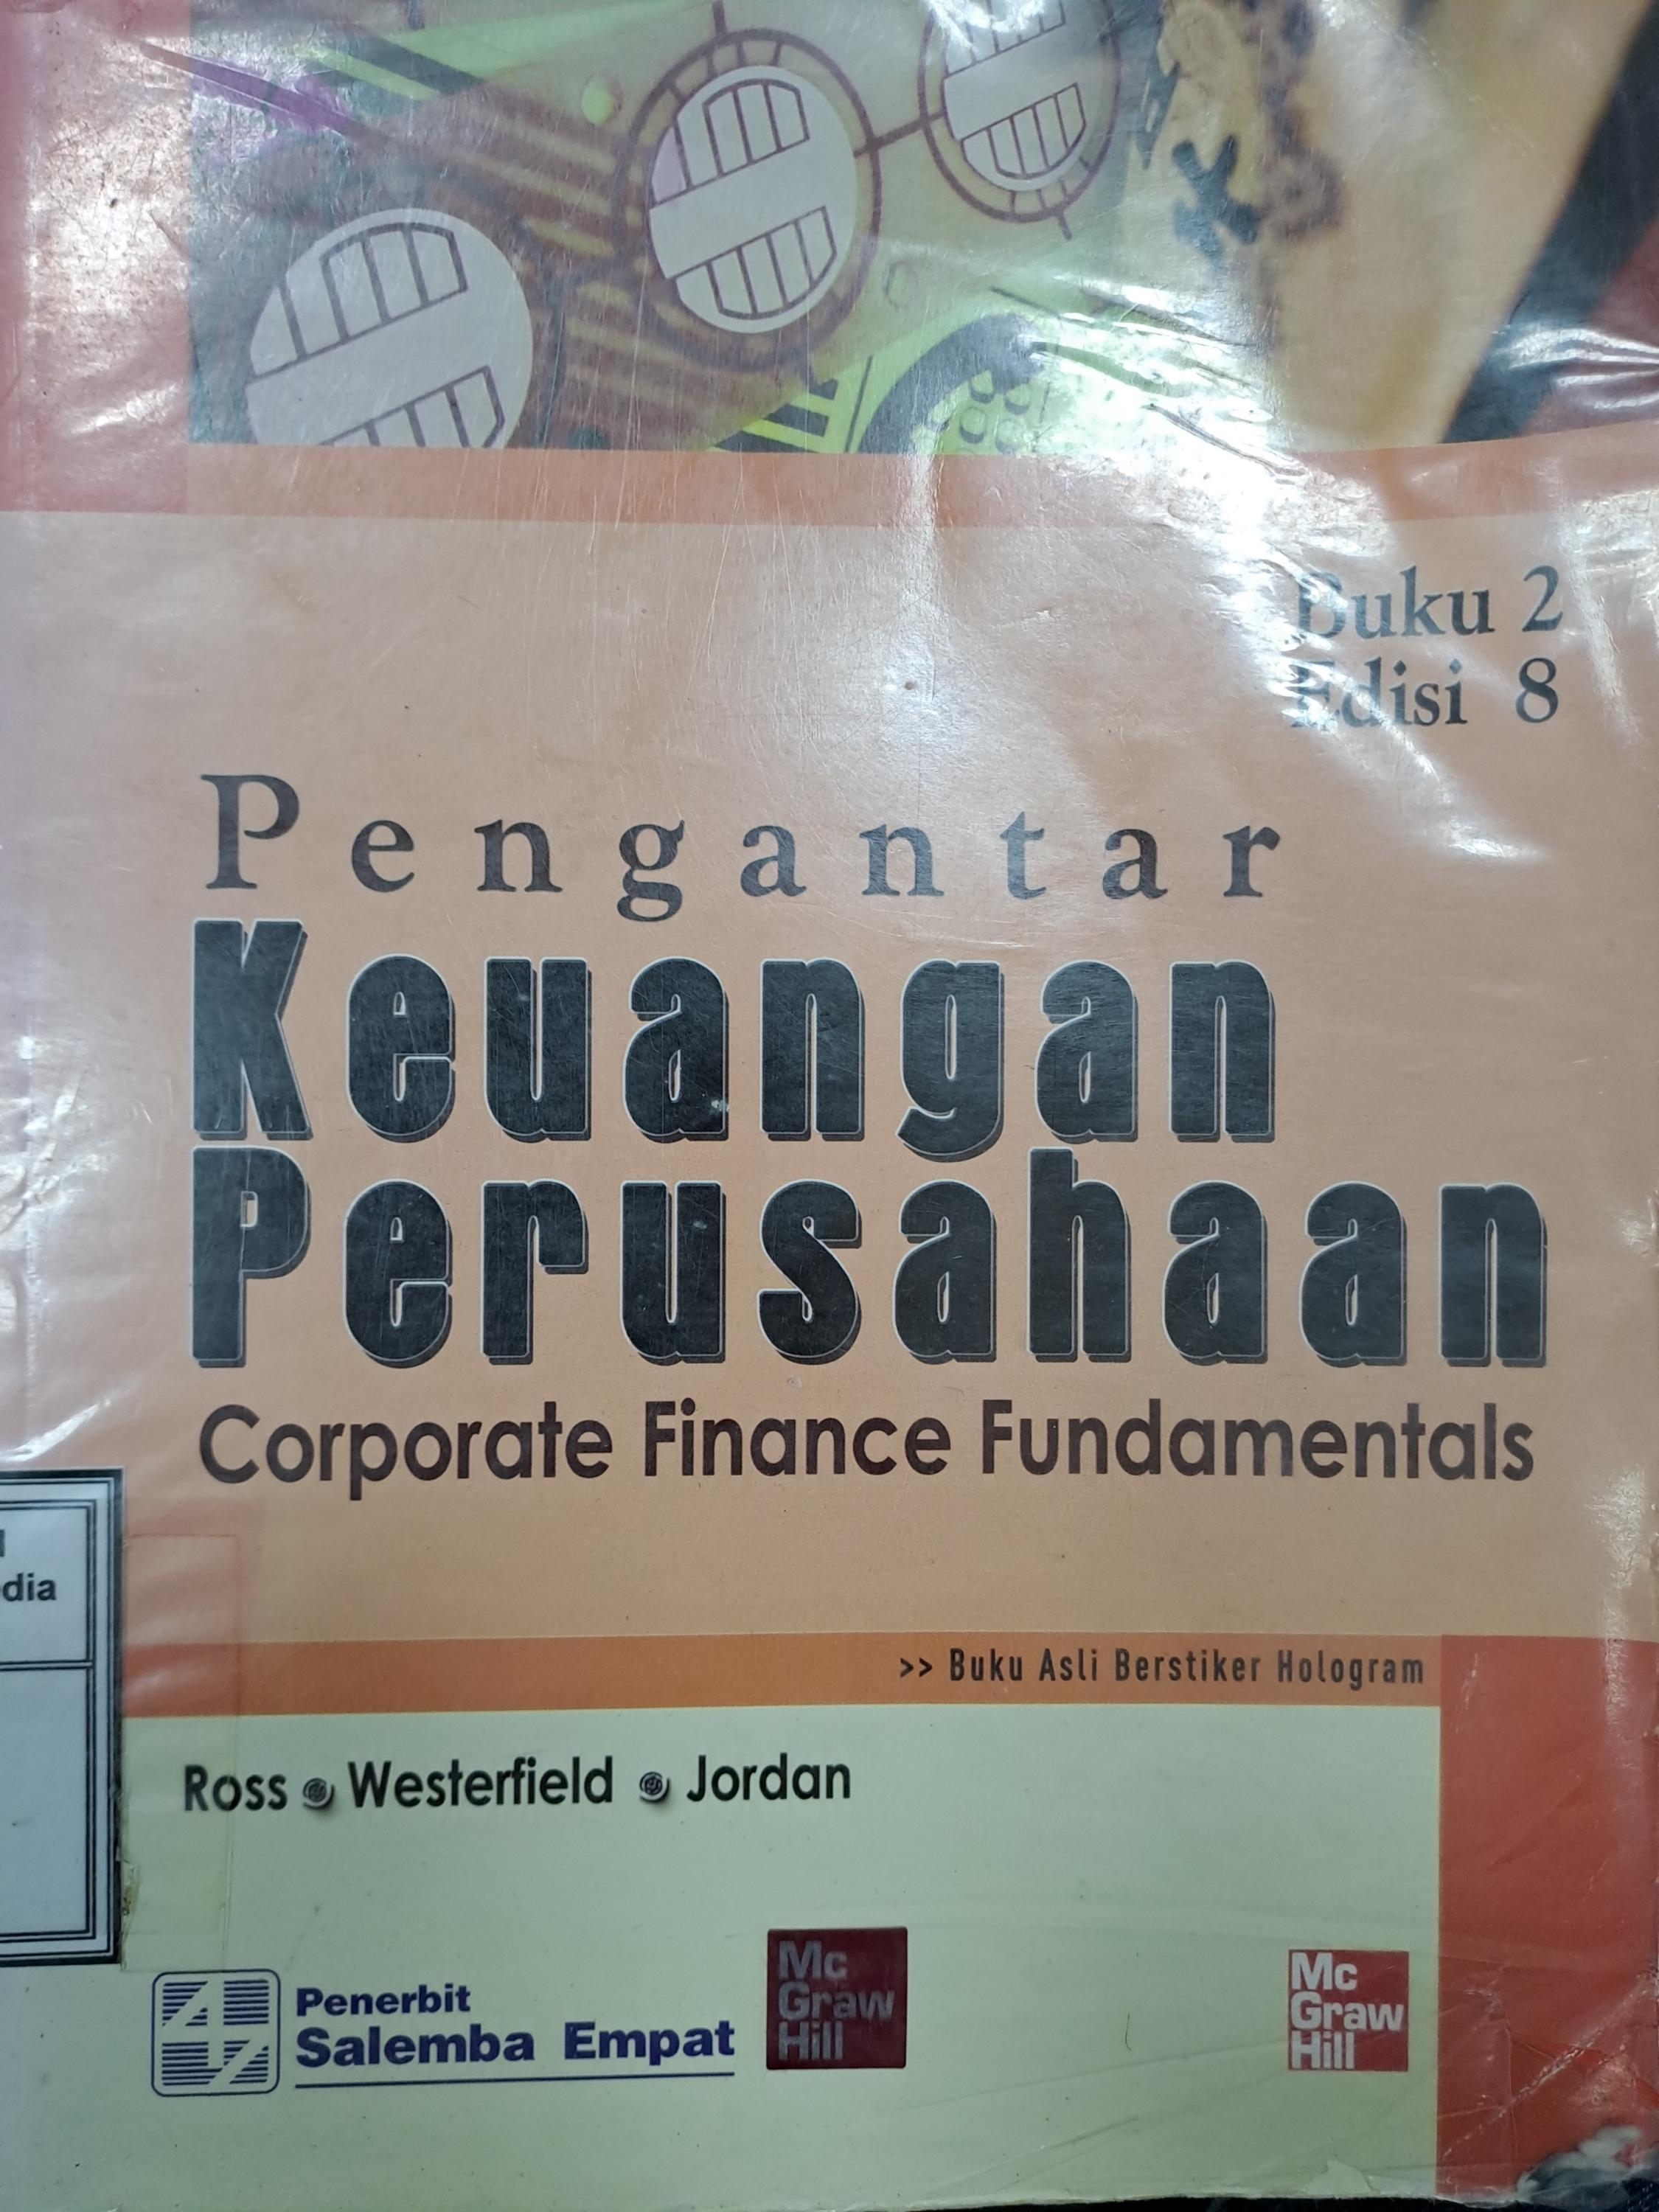 Buku 2
Edisi 8
Pengantar
Keuangan
Perusahaan
Corporate Finance Fundamentals
dia
>> Buku Asli Berstiker Hologram
Ross Westerfield Jordan
Penerbit
Salemba Empat
Mc
Graw
Hill
Mc
Graw
Hill